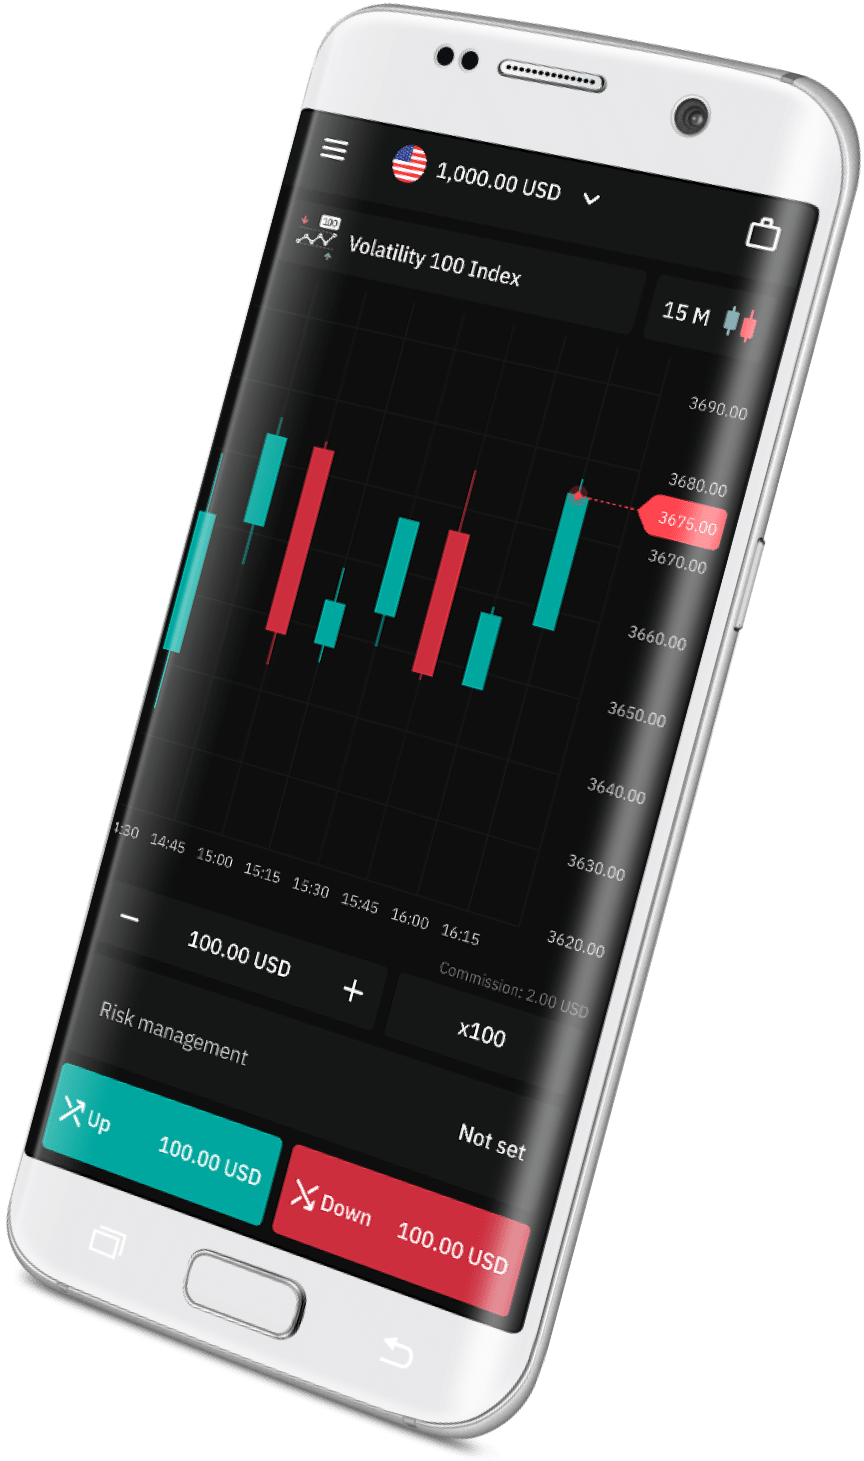 1,000.00 USD
100
Volatility 100 Index
15 M
3690.00
3680.00
3675.00
3670.00
3660.00
3650.00
3640.00
3630.00
3620.00
14:45 15:00 15:15 15:30 15:45 16:00 16:15
100.00 USD
Commission: 2.00 USD
x100
Risk management
Not set
Up 100.00 USD
Down 100.00 USD